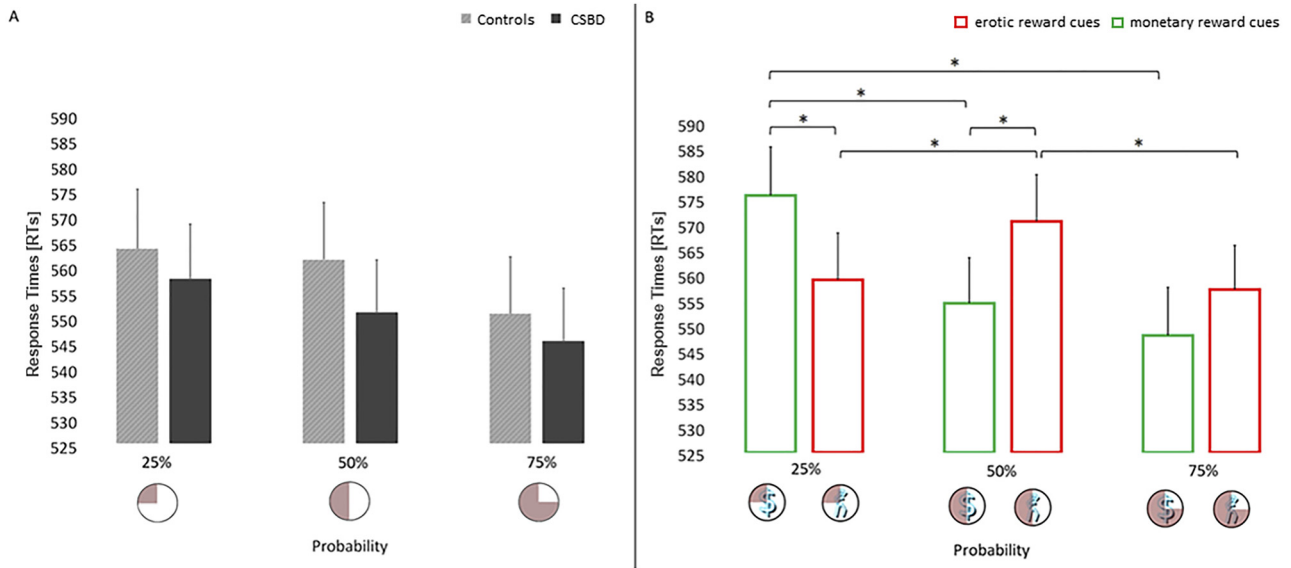 A
Controls CSBD
590
585
580
575
570
565
560
555
550
545
540
535
530
525
Response Times [RTs]
25% 50% 75%
Probability
B
erotic reward cues monetary reward cues
*
*
* *
* *
590
585
580
575
570
565
560
555
550
545
540
535
530
525
Response Times [RTs]
25% 50% 75%
$ $ $
Probability